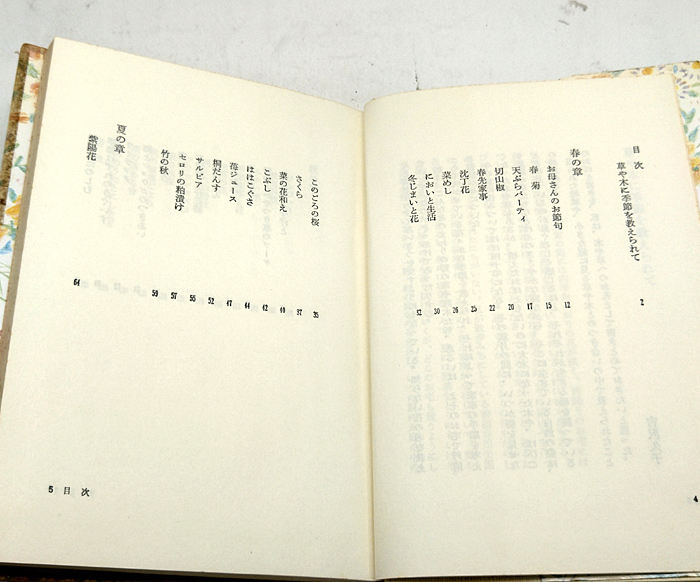 目次
草や木に季節を教えられて 2
春の章
お母さんのお節句 12
春菊 15
天ぷらパーティ 17
切山椒 20
春先家事 22
沈丁花 25
菜めし 26
においと生活 30
冬じまいと花 32
4
このごろの桜 35
さくら 37
菜の花和え 40
こぶし 42
ははこぐさ 44
苺ジュース 47
桐だんす 52
サルビア 55
セロリの粕漬け 57
竹の秋 59
夏の章
紫陽花 64
5 目次